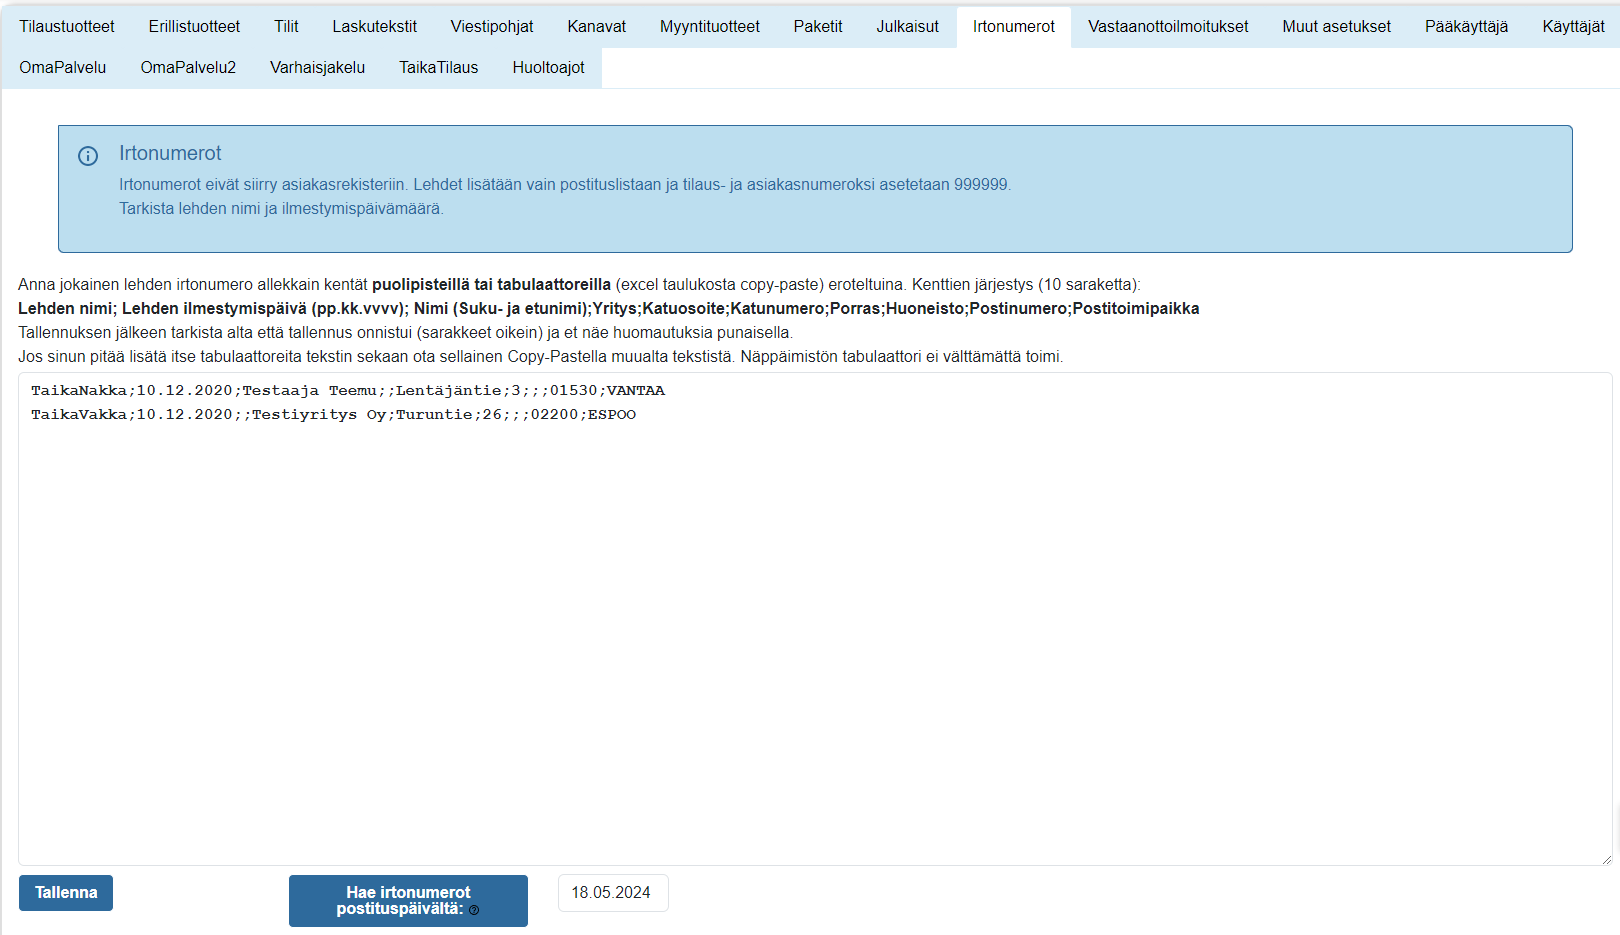 Tilaustuotteet Erillistuotteet Tilit Laskutekstit Viestipohjat Kanavat Myyntituotteet Paketit Julkaisut Irtonumerot Vastaanottoilmoitukset Muut asetukset Pääkäyttäjä Käyttäjät
OmaPalvelu OmaPalvelu2 Varhaisjakelu TaikaTilaus Huoltoajot
Irtonumerot
Irtonumerot eivät siirry asiakasrekisteriin. Lehdet lisätään vain postituslistaan ja tilaus- ja asiakasnumeroksi asetetaan 999999.
Tarkista lehden nimi ja ilmestymispäivämäärä.
Anna jokainen lehden irtonumero allekkain kentät puolipisteillä tai tabulaattoreilla (excel taulukosta copy-paste) eroteltuina. Kenttien järjestys (10 saraketta):
Lehden nimi; Lehden ilmestymispäivä (pp.kk.vvvv); Nimi (Suku- ja etunimi);Yritys;Katuosoite;Katunumero;Porras;Huoneisto;Postinumero;Postitoimipaikka
Tallennuksen jälkeen tarkista alta että tallennus onnistui (sarakkeet oikein) ja et näe huomautuksia punaisella.
Jos sinun pitää lisätä itse tabulaattoreita tekstin sekaan ota sellainen Copy-Pastella muualta tekstistä. Näppäimistön tabulaattori ei välttämättä toimi.
TaikaNakka;10.12.2020;Testaaja Teemu;;Lentäjäntie;3;;;01530;VANTAA
TaikaVakka;10.12.2020;;Testiyritys Oy;Turuntie;26;;;02200;ESPOO
Tallenna
Hae irtonumerot
postituspäivältä:
18.05.2024